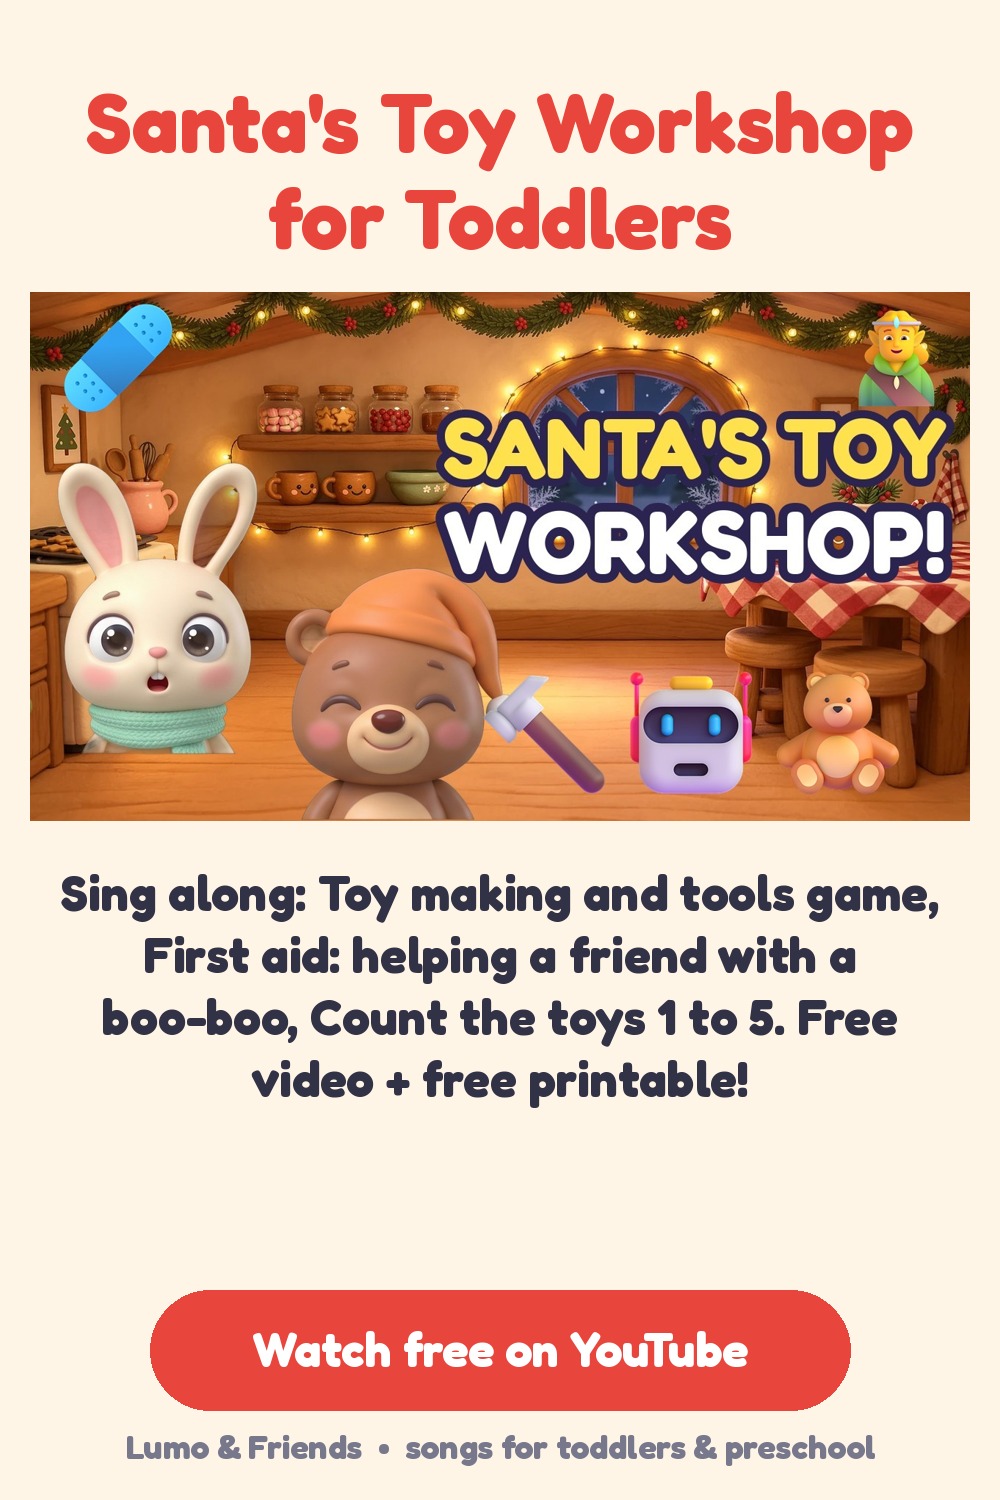 Santa's Toy Workshop
for Toddlers
SANTA'S TOY
WORKSHOP!
Sing along: Toy making and tools game,
First aid: helping a friend with a
boo-boo, Count the toys 1 to 5. Free
video + free printable!
Watch free on YouTube
Lumo & Friends • songs for toddlers & preschool